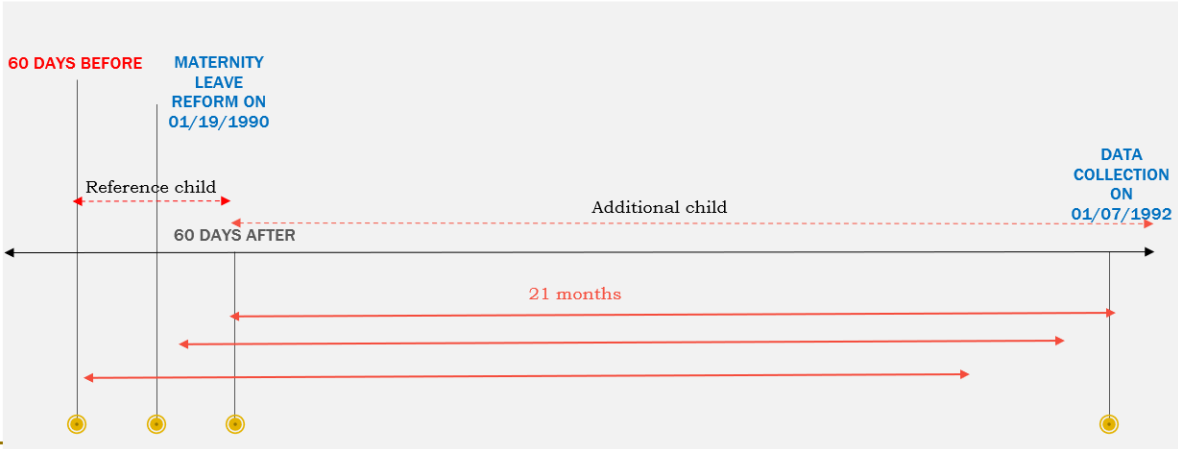 60 DAYS BEFORE
MATERNITY
LEAVE
REFORM ON
01/19/1990
DATA
COLLECTION
ON
01/07/1992
Reference child
Additional child
60 DAYS AFTER
21 months